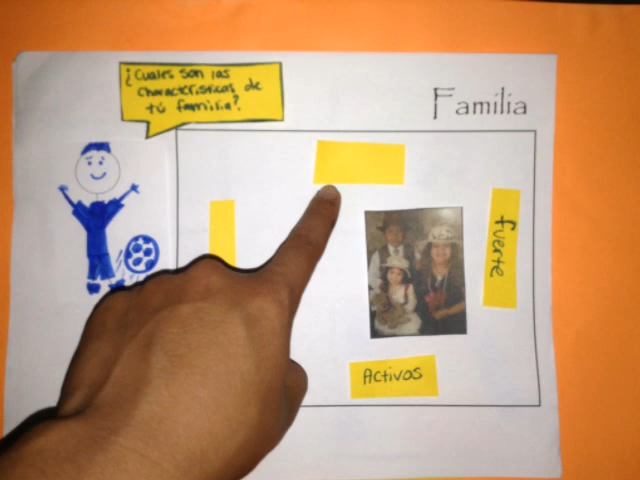 ¿Cuales son las
characteristicas de
tú familia?
Familia
fuerte
Activos